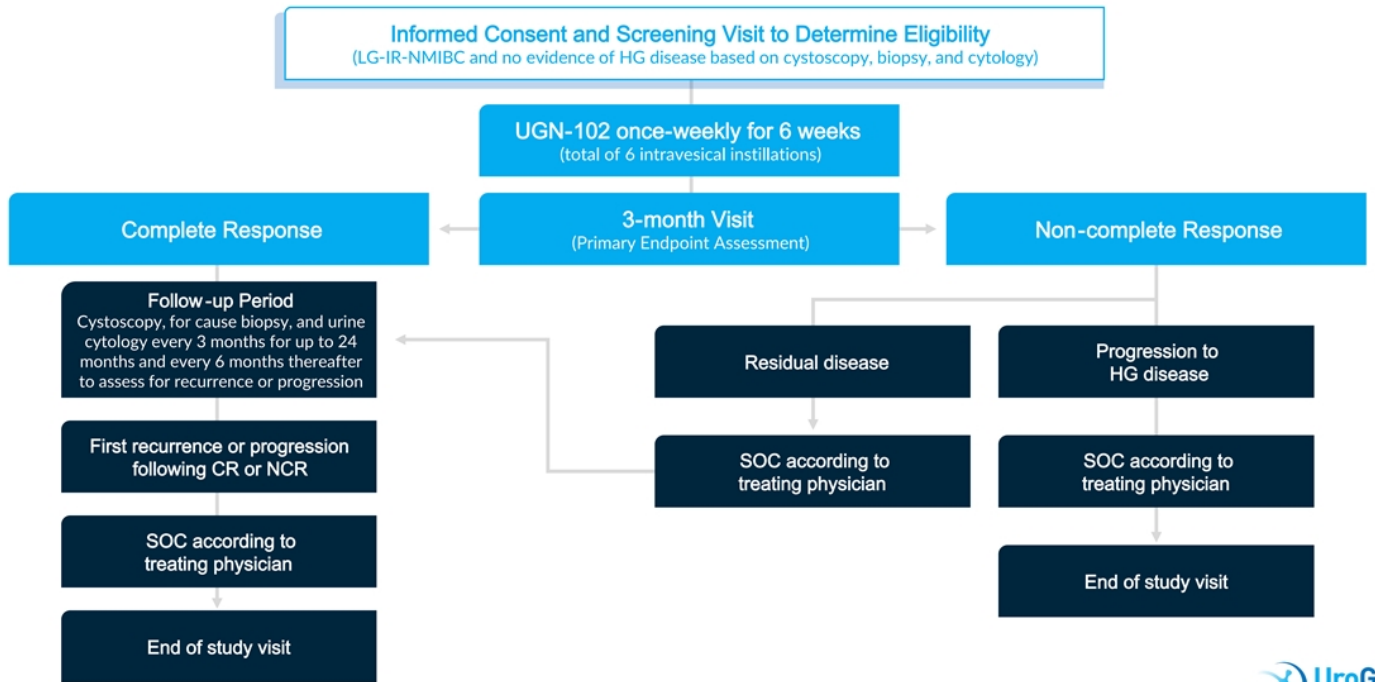 Informed Consent and Screening Visit to Determine Eligibility
(LG-IR-NMIBC and no evidence of HG disease based on cystoscopy, biopsy, and cytology)
UGN-102 once-weekly for 6 weeks
(total of 6 intravesical instillations)
Complete Response
3-month Visit
(Primary Endpoint Assessment)
Non-complete Response
Follow-up Period
Cystoscopy, for cause biopsy, and urine
cytology every 3 months for up to 24
months and every 6 months thereafter
to assess for recurrence or progression
First recurrence or progression
following CR or NCR
SOC according to
treating physician
End of study visit
Residual disease
SOC according to
treating physician
Progression to
HG disease
SOC according to
treating physician
End of study visit
UroG